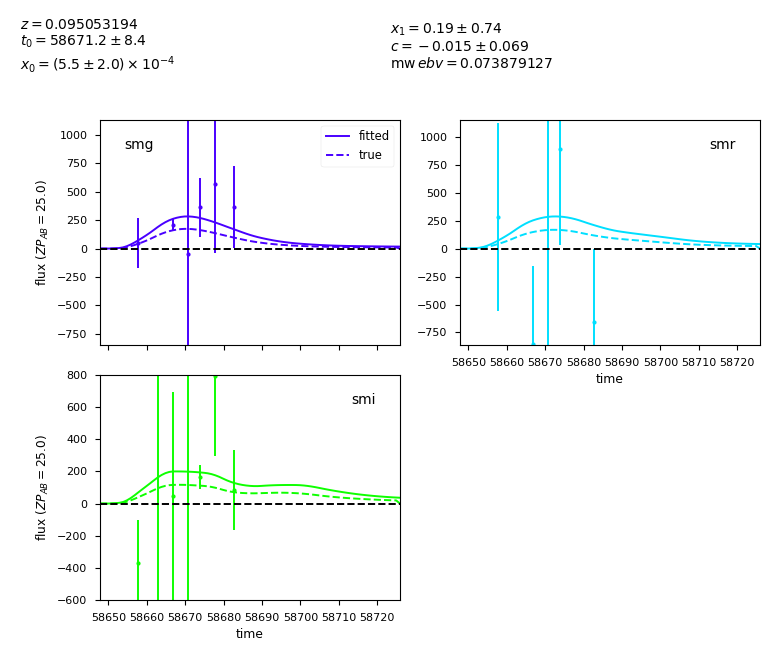 z = 0.095053194
t₀ = 58671.2 ± 8.4
x₀ = (5.5 ± 2.0) × 10⁻⁴
x₁ = 0.19 ± 0.74
c = −0.015 ± 0.069
mw ebv = 0.073879127
smg
fitted
true
1000
750
500
250
0
−250
−500
−750
flux (ZP_AB = 25.0)
smr
1000
750
500
250
0
−250
−500
−750
58650 58660 58670 58680 58690 58700 58710 58720
time
smi
800
600
400
200
0
−200
−400
−600
flux (ZP_AB = 25.0)
58650 58660 58670 58680 58690 58700 58710 58720
time